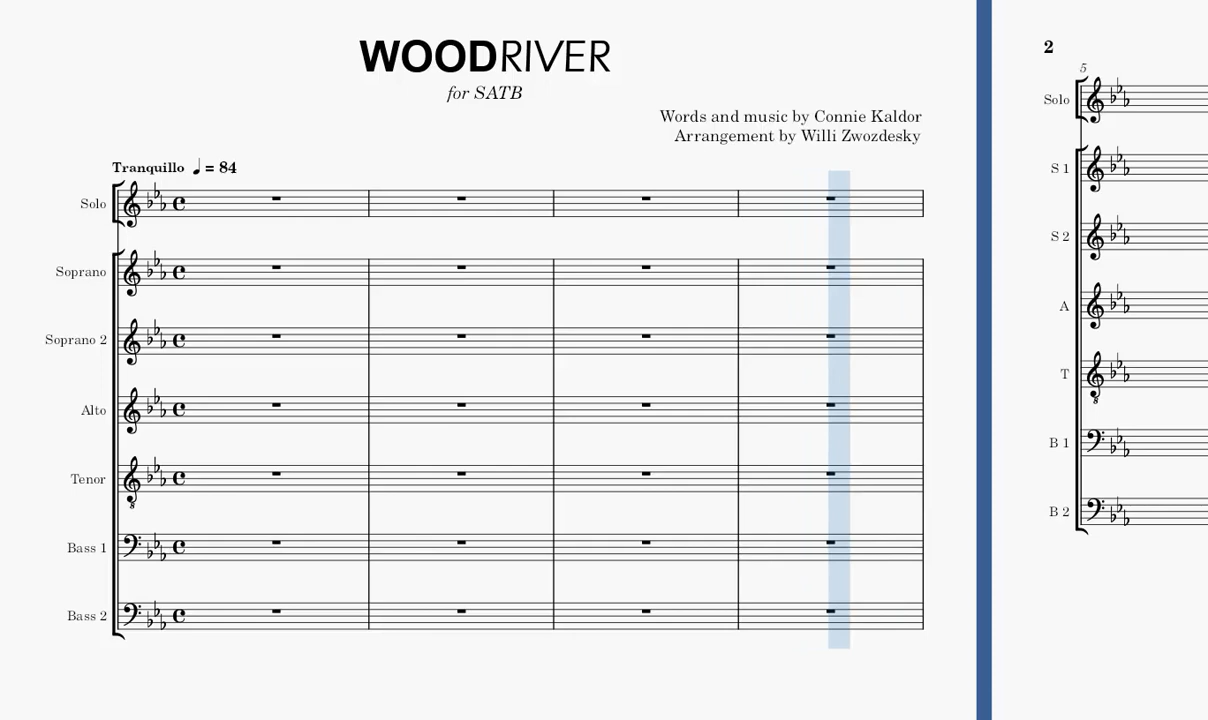 WOODRIVER
for SATB
Words and music by Connie Kaldor
Arrangement by Willi Zwozdesky
Tranquillo ♩ = 84
Solo
Soprano
Soprano 2
Alto
Tenor
Bass 1
Bass 2
2
5
Solo
S 1
S 2
A
T
B 1
B 2